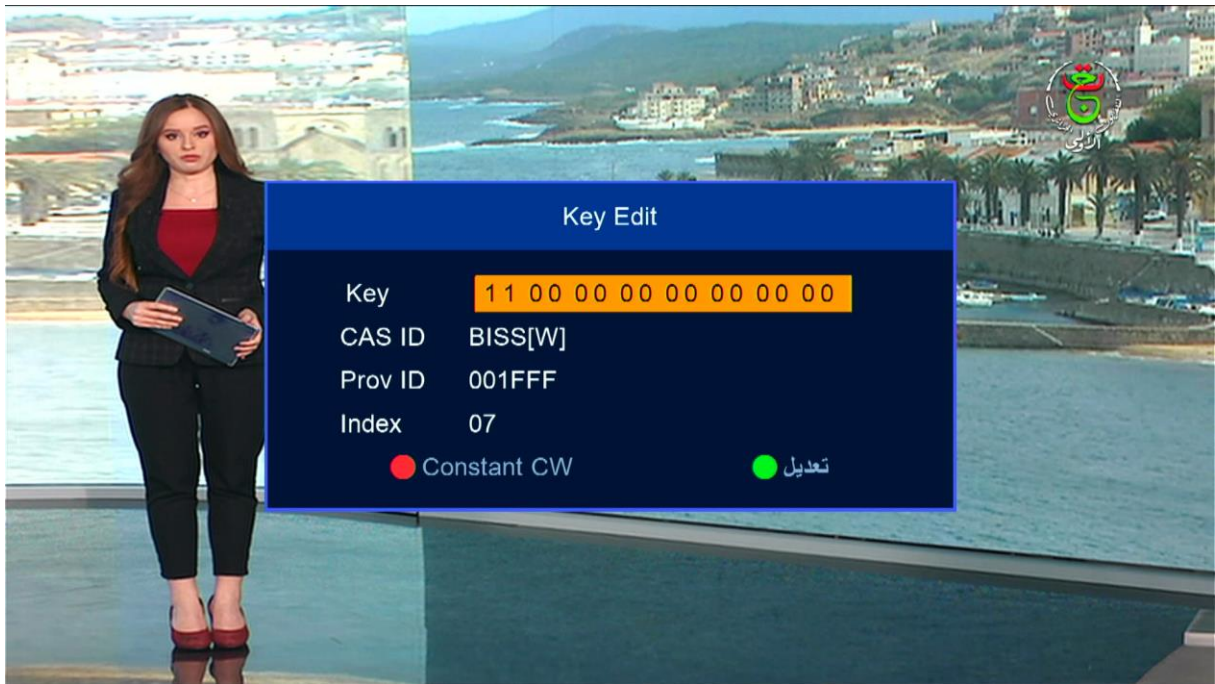 الأولى
Key Edit
Key 11 00 00 00 00 00 00 00
CAS ID BISS[W]
Prov ID 001FFF
Index 07
Constant CW تعديل